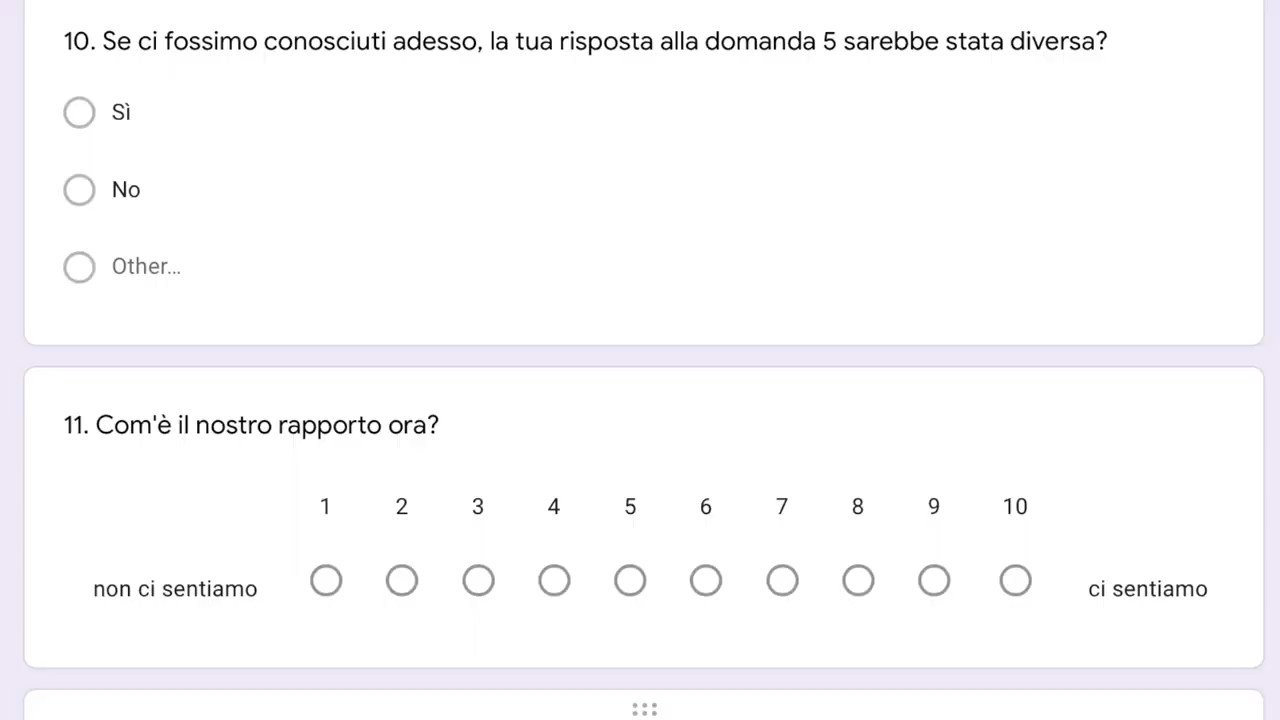 10. Se ci fossimo conosciuti adesso, la tua risposta alla domanda 5 sarebbe stata diversa?
Sì
No
Other...
11. Com'è il nostro rapporto ora?
1 2 3 4 5 6 7 8 9 10
non ci sentiamo ci sentiamo